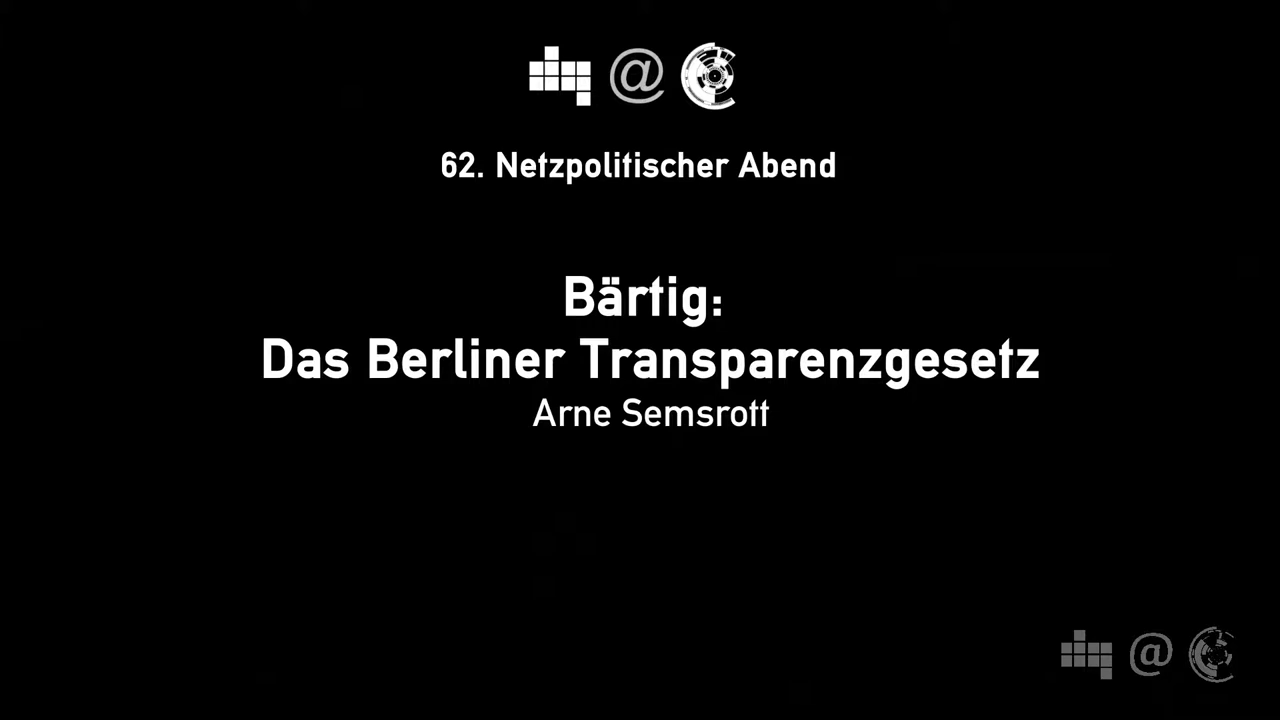 @
62. Netzpolitischer Abend
Bärtig:
Das Berliner Transparenzgesetz
Arne Semsrott
@